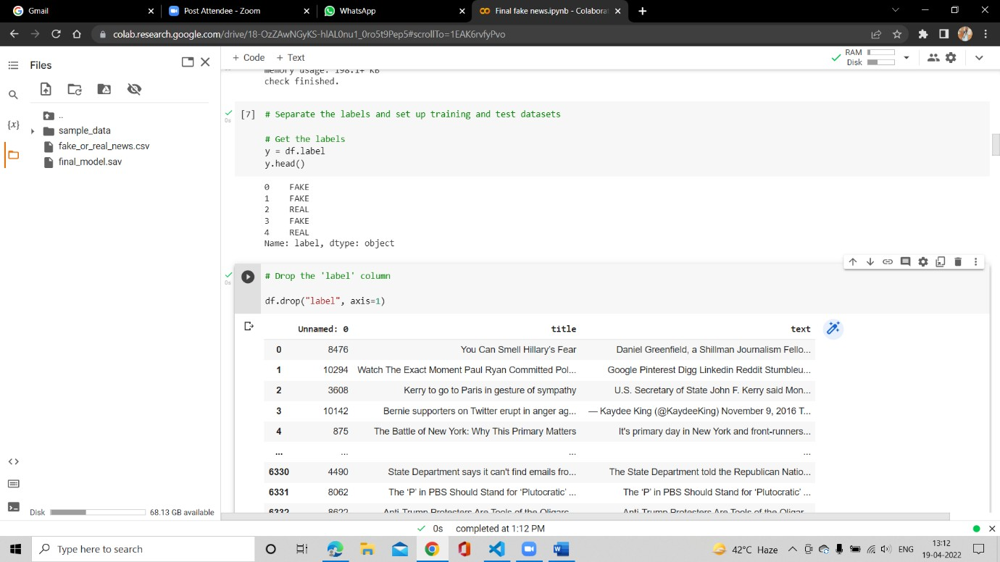 Gmail
Post Attendee - Zoom
WhatsApp
Final fake news.ipynb - Colabora
colab.research.google.com/drive/18-OzZAwNGyKS-hlAL0nu1_0ro5t9Pep5#scrollTo=1EAK6rvfyPvo
Files
+ Code + Text
RAM
Disk
memory usage: 198.1+ KB
check finished.
..
sample_data
fake_or_real_news.csv
final_model.sav
{x}
0s
[7] # Separate the labels and set up training and test datasets
# Get the labels
y = df.label
y.head()
0 FAKE
1 FAKE
2 REAL
3 FAKE
4 REAL
Name: label, dtype: object
0s
# Drop the 'label' column
df.drop("label", axis=1)
Unnamed: 0 title text
0 8476 You Can Smell Hillary's Fear Daniel Greenfield, a Shillman Journalism Fello...
1 10294 Watch The Exact Moment Paul Ryan Committed Pol... Google Pinterest Digg Linkedin Reddit Stumbleu...
2 3608 Kerry to go to Paris in gesture of sympathy U.S. Secretary of State John F. Kerry said Mon...
3 10142 Bernie supporters on Twitter erupt in anger ag... — Kaydee King (@KaydeeKing) November 9, 2016 T...
4 875 The Battle of New York: Why This Primary Matters It's primary day in New York and front-runners...
... ... ... ...
6330 4490 State Department says it can't find emails fro... The State Department told the Republican Natio...
6331 8062 The 'P' in PBS Should Stand for 'Plutocratic' ... The 'P' in PBS Should Stand for 'Plutocratic' ...
6332 8622 Anti-Trump Protesters Are Tools of the Oligarc... Anti-Trump Protesters Are Tools of the Oligar...
Disk 68.13 GB available
0s completed at 1:12 PM
Type here to search
42°C Haze
ENG
13:12
19-04-2022